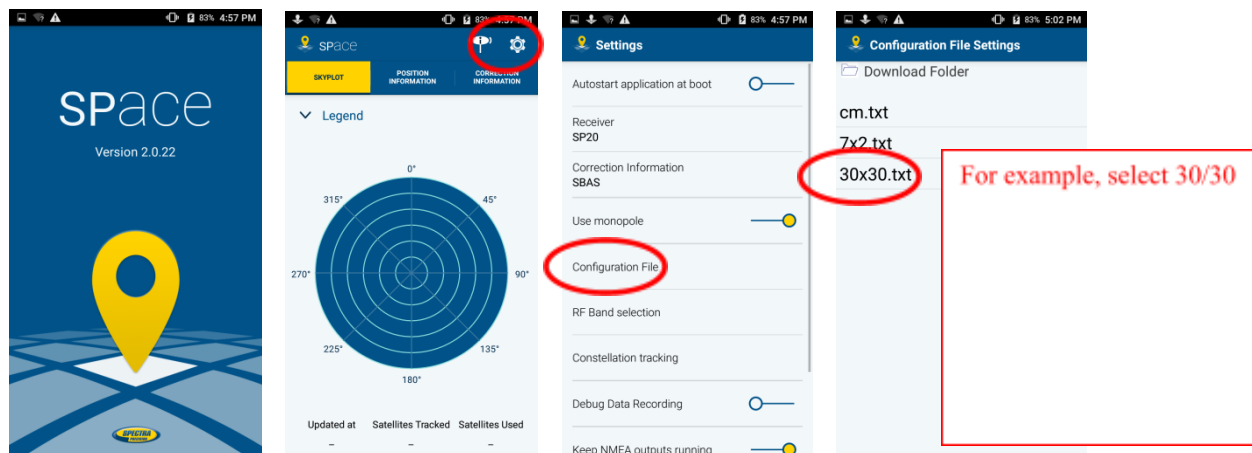 83% 4:57 PM
SPace
Version 2.0.22
SPECTRA
PRECISION
83% 4:57 PM
SPace
SKYPLOT
POSITION
INFORMATION
CORRECTION
INFORMATION
Legend
0°
315°
45°
270°
90°
225°
135°
180°
Updated at
Satellites Tracked
Satellites Used
–
–
–
83% 4:57 PM
Settings
Autostart application at boot
Receiver
SP20
Correction Information
SBAS
Use monopole
Configuration File
RF Band selection
Constellation tracking
Debug Data Recording
Keep NMEA outputs running
83% 5:02 PM
Configuration File Settings
Download Folder
cm.txt
7x2.txt
30x30.txt
For example, select 30/30